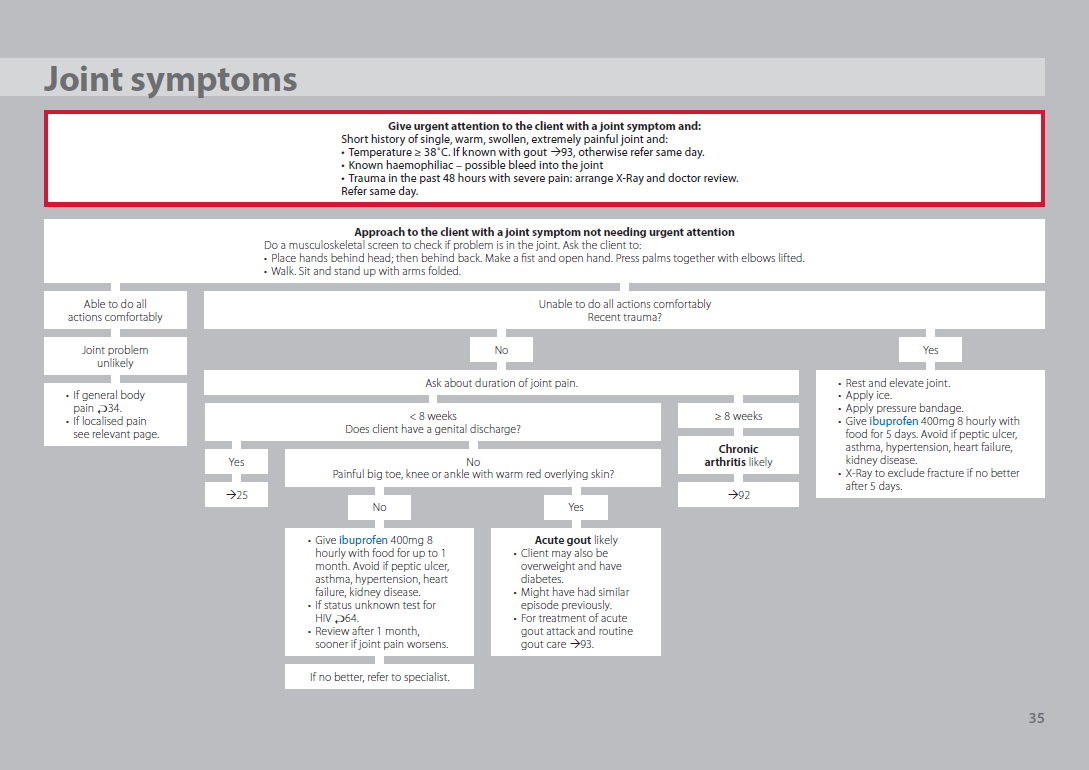 Joint symptoms
Give urgent attention to the client with a joint symptom and:
Short history of single, warm, swollen, extremely painful joint and:
• Temperature ≥ 38˚C. If known with gout →93, otherwise refer same day.
• Known haemophiliac – possible bleed into the joint
• Trauma in the past 48 hours with severe pain: arrange X-Ray and doctor review.
Refer same day.
Approach to the client with a joint symptom not needing urgent attention
Do a musculoskeletal screen to check if problem is in the joint. Ask the client to:
• Place hands behind head; then behind back. Make a fist and open hand. Press palms together with elbows lifted.
• Walk. Sit and stand up with arms folded.
Able to do all
actions comfortably
Joint problem
unlikely
• If general body
pain ⮌34.
• If localised pain
see relevant page.
Unable to do all actions comfortably
Recent trauma?
No
Ask about duration of joint pain.
< 8 weeks
Does client have a genital discharge?
Yes
→25
No
Painful big toe, knee or ankle with warm red overlying skin?
No
• Give ibuprofen 400mg 8
hourly with food for up to 1
month. Avoid if peptic ulcer,
asthma, hypertension, heart
failure, kidney disease.
• If status unknown test for
HIV ⮌64.
• Review after 1 month,
sooner if joint pain worsens.
If no better, refer to specialist.
Yes
Acute gout likely
• Client may also be
overweight and have
diabetes.
• Might have had similar
episode previously.
• For treatment of acute
gout attack and routine
gout care →93.
≥ 8 weeks
Chronic
arthritis likely
→92
Yes
• Rest and elevate joint.
• Apply ice.
• Apply pressure bandage.
• Give ibuprofen 400mg 8 hourly with
food for 5 days. Avoid if peptic ulcer,
asthma, hypertension, heart failure,
kidney disease.
• X-Ray to exclude fracture if no better
after 5 days.
35